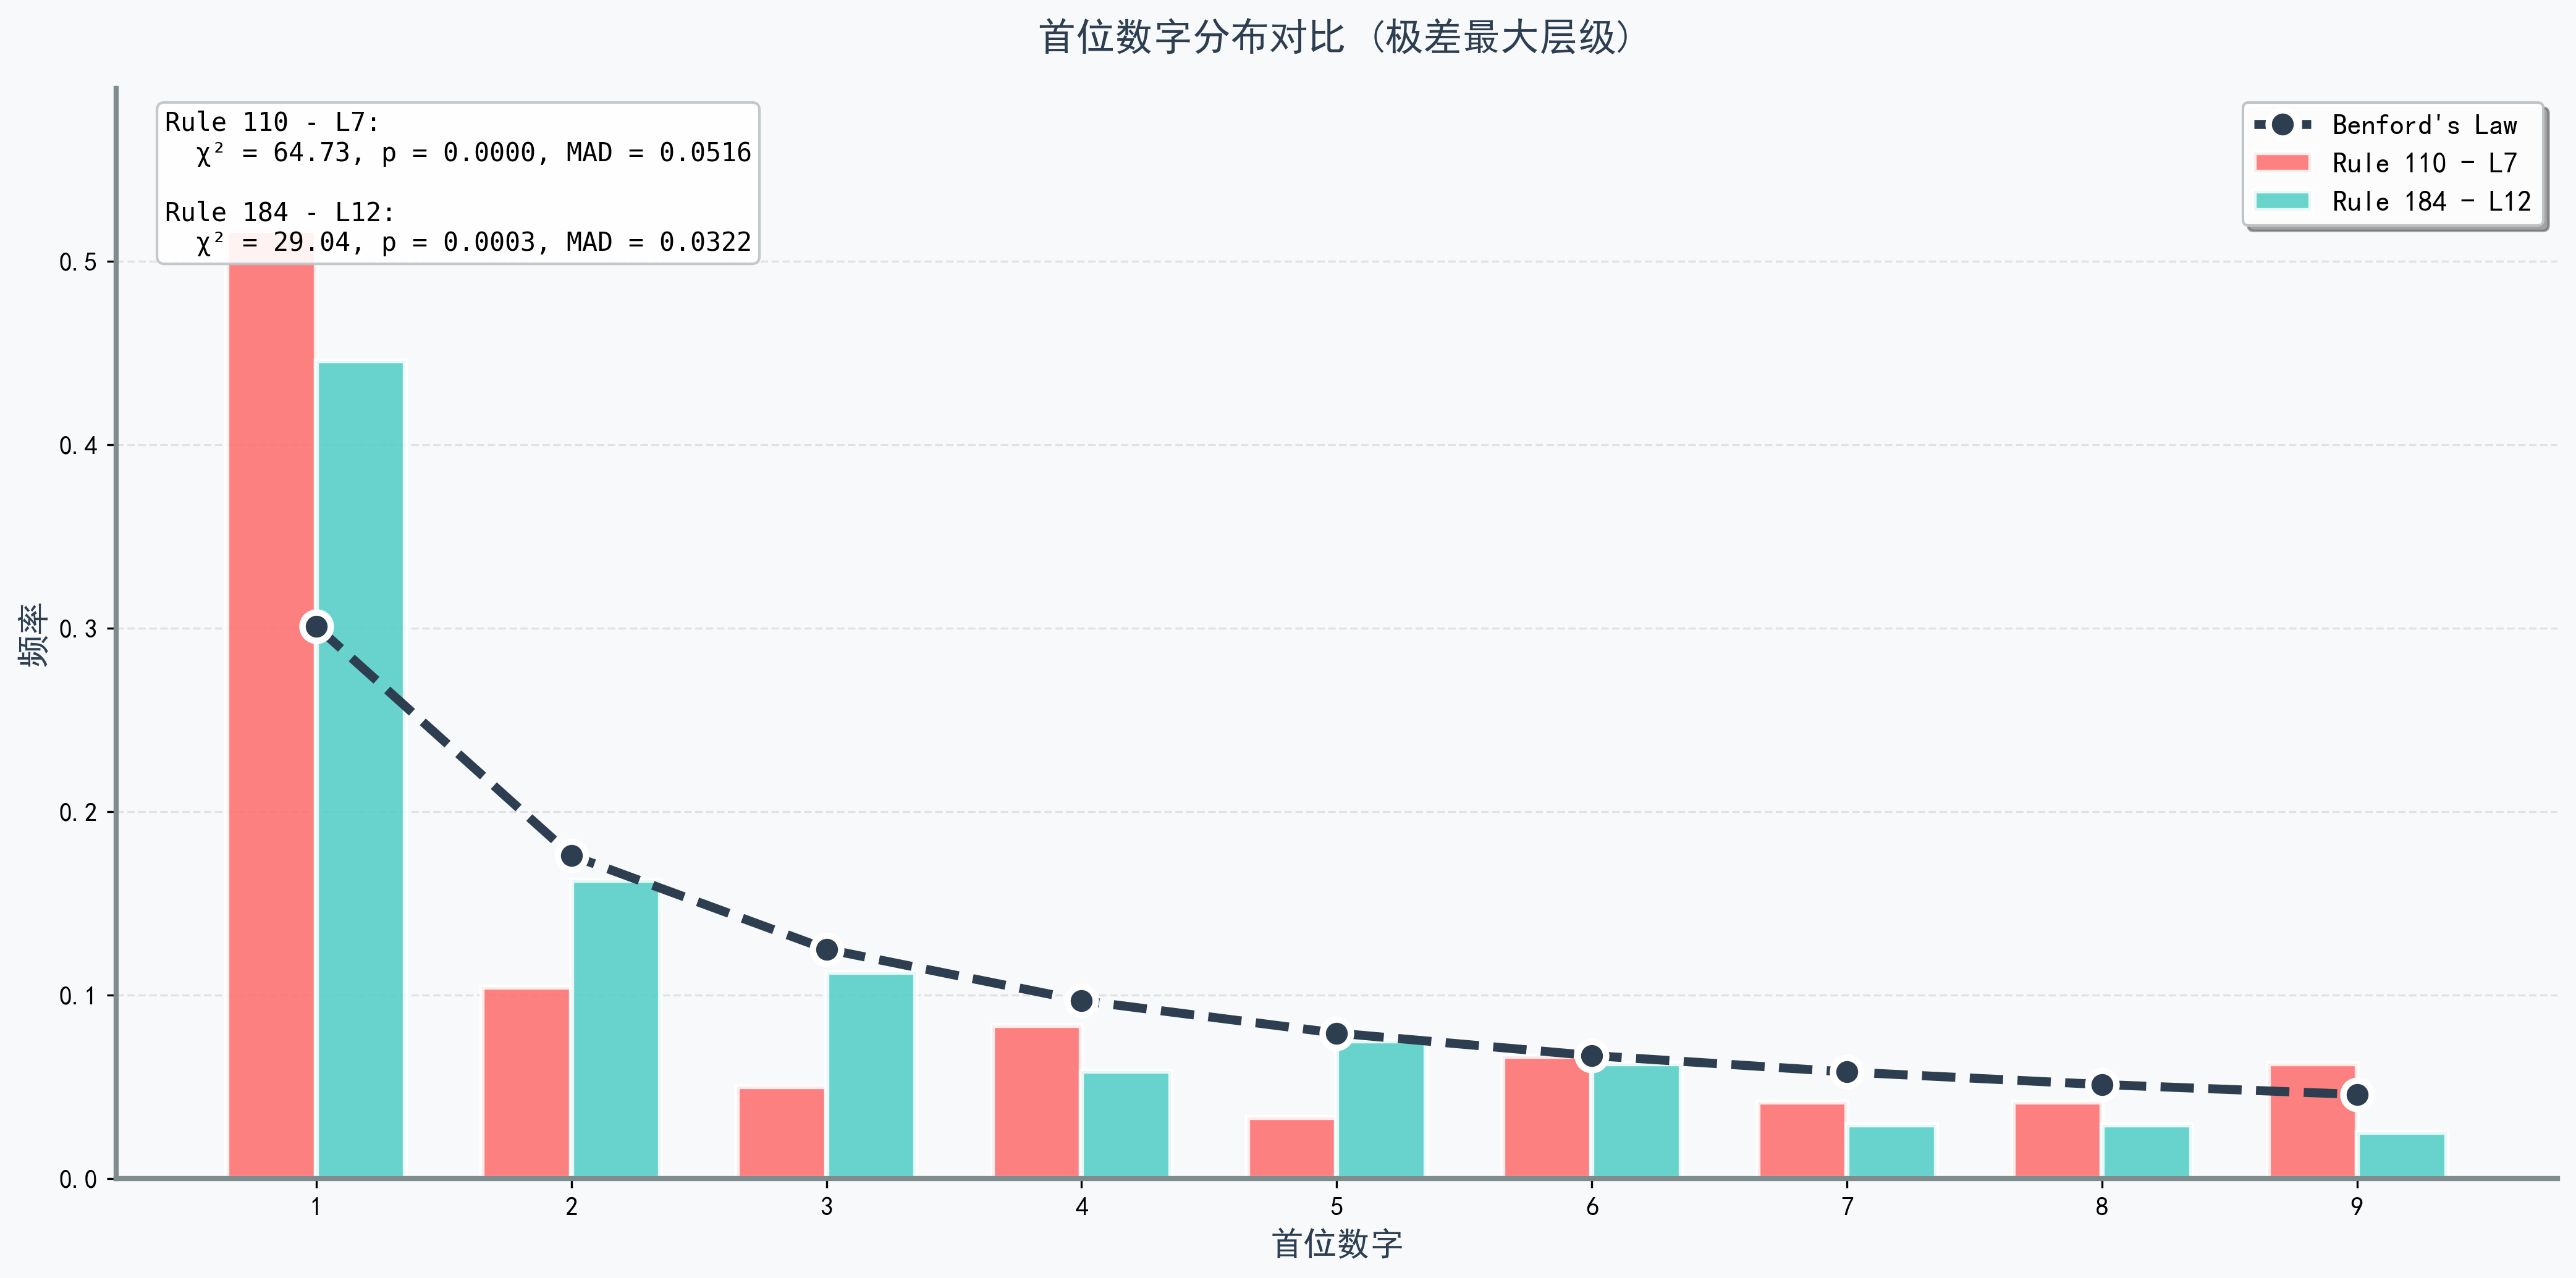 首位数字分布对比 (极差最大层级)
Rule 110 - L7:
χ² = 64.73, p = 0.0000, MAD = 0.0516
Rule 184 - L12:
χ² = 29.04, p = 0.0003, MAD = 0.0322
Benford's Law
Rule 110 - L7
Rule 184 - L12
频率
0.5
0.4
0.3
0.2
0.1
0.0
1 2 3 4 5 6 7 8 9
首位数字